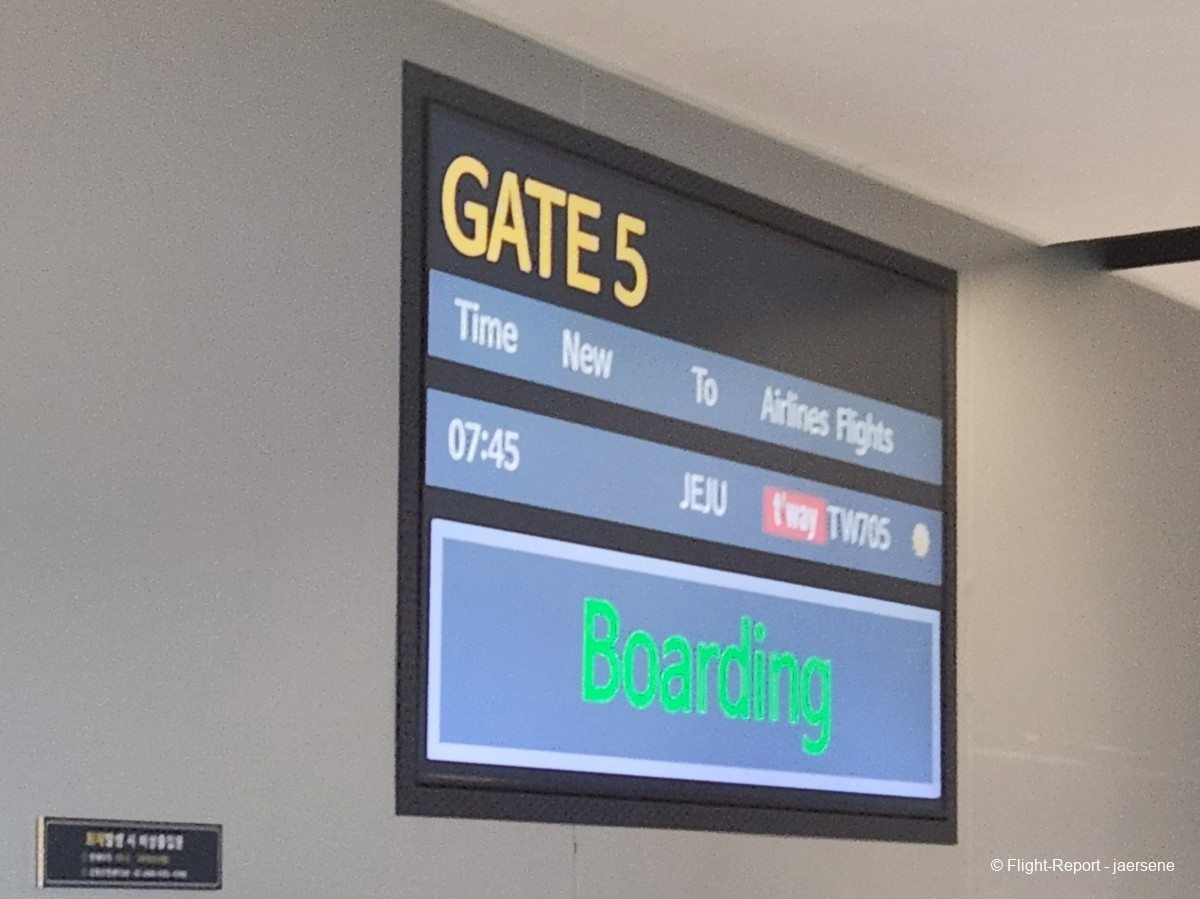 GATE 5
Time New To Airlines Flights
07:45 JEJU t'way TW705
Boarding
© Flight-Report - jaersene